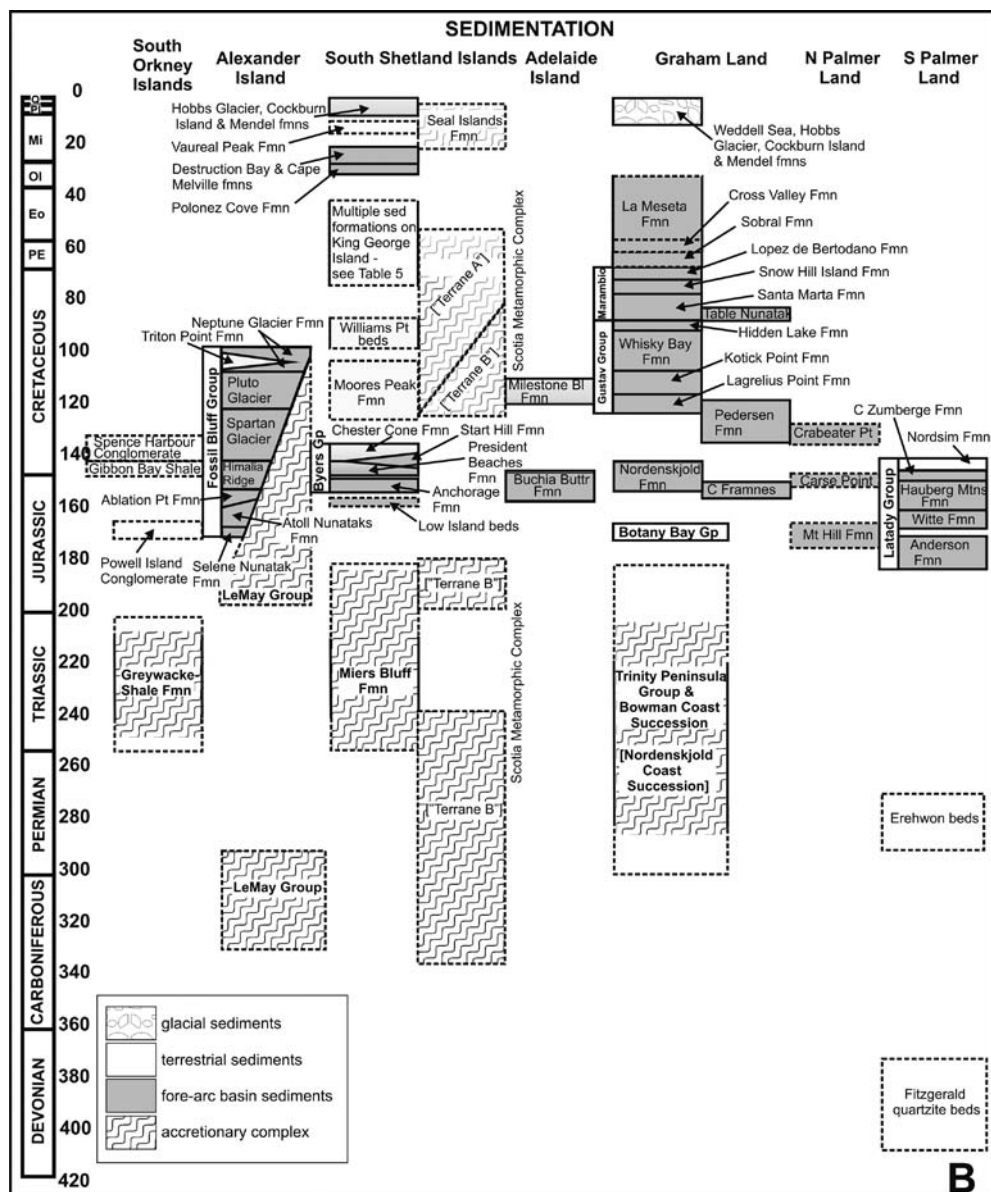 SEDIMENTATION
South
Orkney
Islands
Alexander
Island
South Shetland Islands
Adelaide
Island
Graham Land
N Palmer
Land
S Palmer
Land
0
20
40
60
80
100
120
140
160
180
200
220
240
260
280
300
320
340
360
380
400
420
Pl
Mi
Ol
Eo
PE
CRETACEOUS
JURASSIC
TRIASSIC
PERMIAN
CARBONIFEROUS
DEVONIAN
Spence Harbour
Conglomerate
Gibbon Bay Shale
Powell Island
Conglomerate
Greywacke-
Shale Fmn
Neptune Glacier Fmn
Triton Point Fmn
Fossil Bluff Group
Pluto
Glacier
Spartan
Glacier
Himalia
Ridge
Ablation Pt Fmn
Atoll Nunataks
Fmn
Selene Nunatak
Fmn
LeMay Group
LeMay Group
Hobbs Glacier, Cockburn
Island & Mendel fmns
Vaureal Peak Fmn
Destruction Bay & Cape
Melville fmns
Polonez Cove Fmn
Seal Islands
Fmn
Multiple sed
formations on
King George
Island -
see Table 5
["Terrane A"]
["Terrane B"]
Scotia Metamorphic Complex
Williams Pt
beds
Moores Peak
Fmn
Byers Gp
Chester Cone Fmn
Start Hill Fmn
President
Beaches
Fmn
Anchorage
Fmn
Low Island beds
["Terrane B"]
Miers Bluff
Fmn
Scotia Metamorphic Complex
["Terrane B"]
Milestone Bl
Fmn
Buchia Buttr
Fmn
Weddell Sea, Hobbs
Glacier, Cockburn Island
& Mendel fmns
La Meseta
Fmn
Cross Valley Fmn
Sobral Fmn
Lopez de Bertodano Fmn
Snow Hill Island Fmn
Santa Marta Fmn
Table Nunatak
Hidden Lake Fmn
Marambio
Gustav Group
Whisky Bay
Fmn
Kotick Point Fmn
Lagrelius Point Fmn
Pedersen
Fmn
Nordenskjold
Fmn
C Framnes
Botany Bay Gp
Trinity Peninsula
Group &
Bowman Coast
Succession
[Nordenskjold
Coast
Succession]
Crabeater Pt
Carse Point
Mt Hill Fmn
C Zumberge Fmn
Nordsim Fmn
Latady Group
Hauberg Mtns
Fmn
Witte Fmn
Anderson
Fmn
Erehwon beds
Fitzgerald
quartzite beds
glacial sediments
terrestrial sediments
fore-arc basin sediments
accretionary complex
B